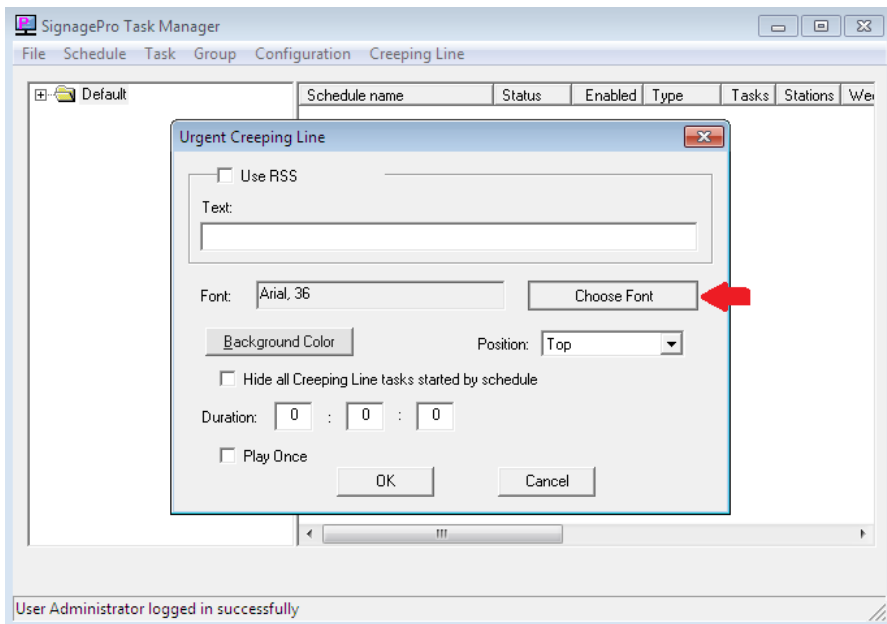 SignagePro Task Manager
File Schedule Task Group Configuration Creeping Line
Default
Schedule name Status Enabled Type Tasks Stations Wee
Urgent Creeping Line
Use RSS
Text:
Font: Arial, 36 Choose Font
Background Color Position: Top
Hide all Creeping Line tasks started by schedule
Duration: 0 : 0 : 0
Play Once
OK Cancel
User Administrator logged in successfully